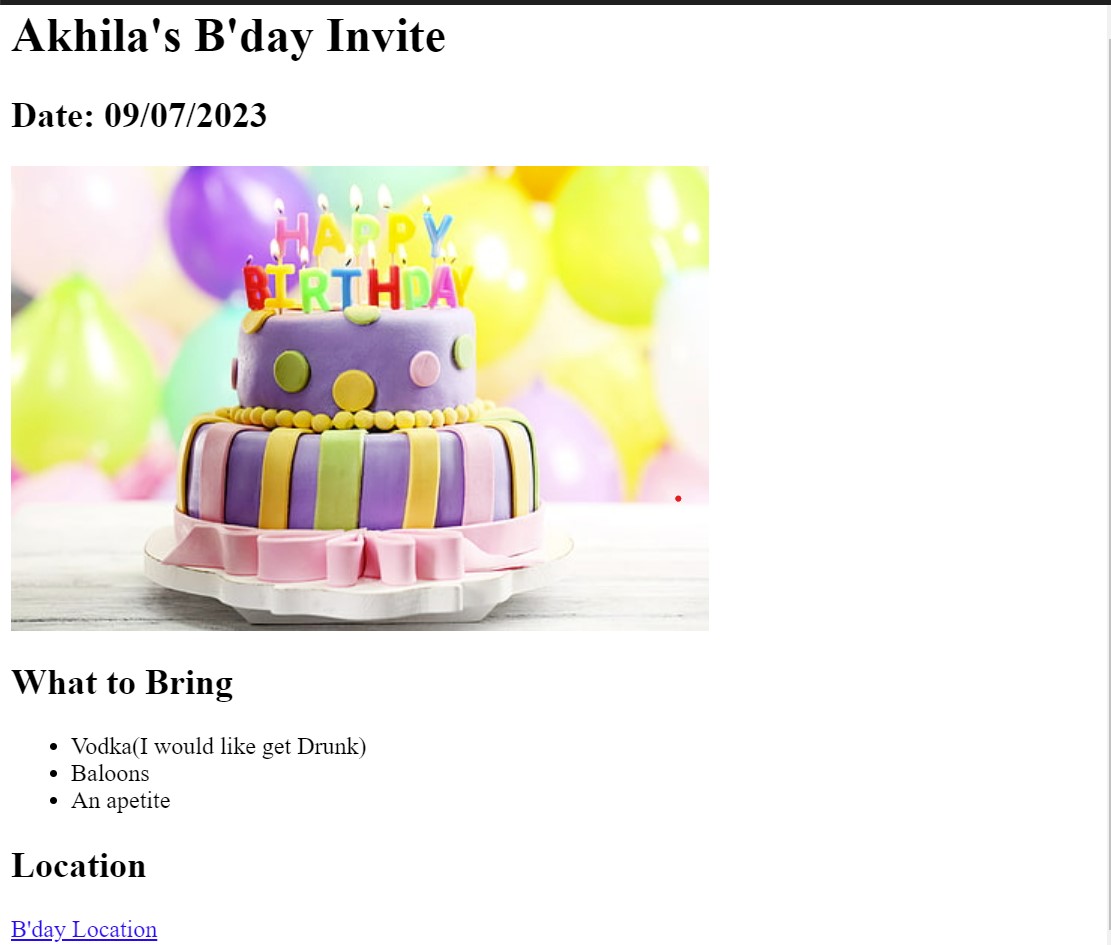 Akhila's B'day Invite
Date: 09/07/2023
HAPPY
BIRTHDAY
What to Bring
Vodka(I would like get Drunk)
Baloons
An apetite
Location
B'day Location